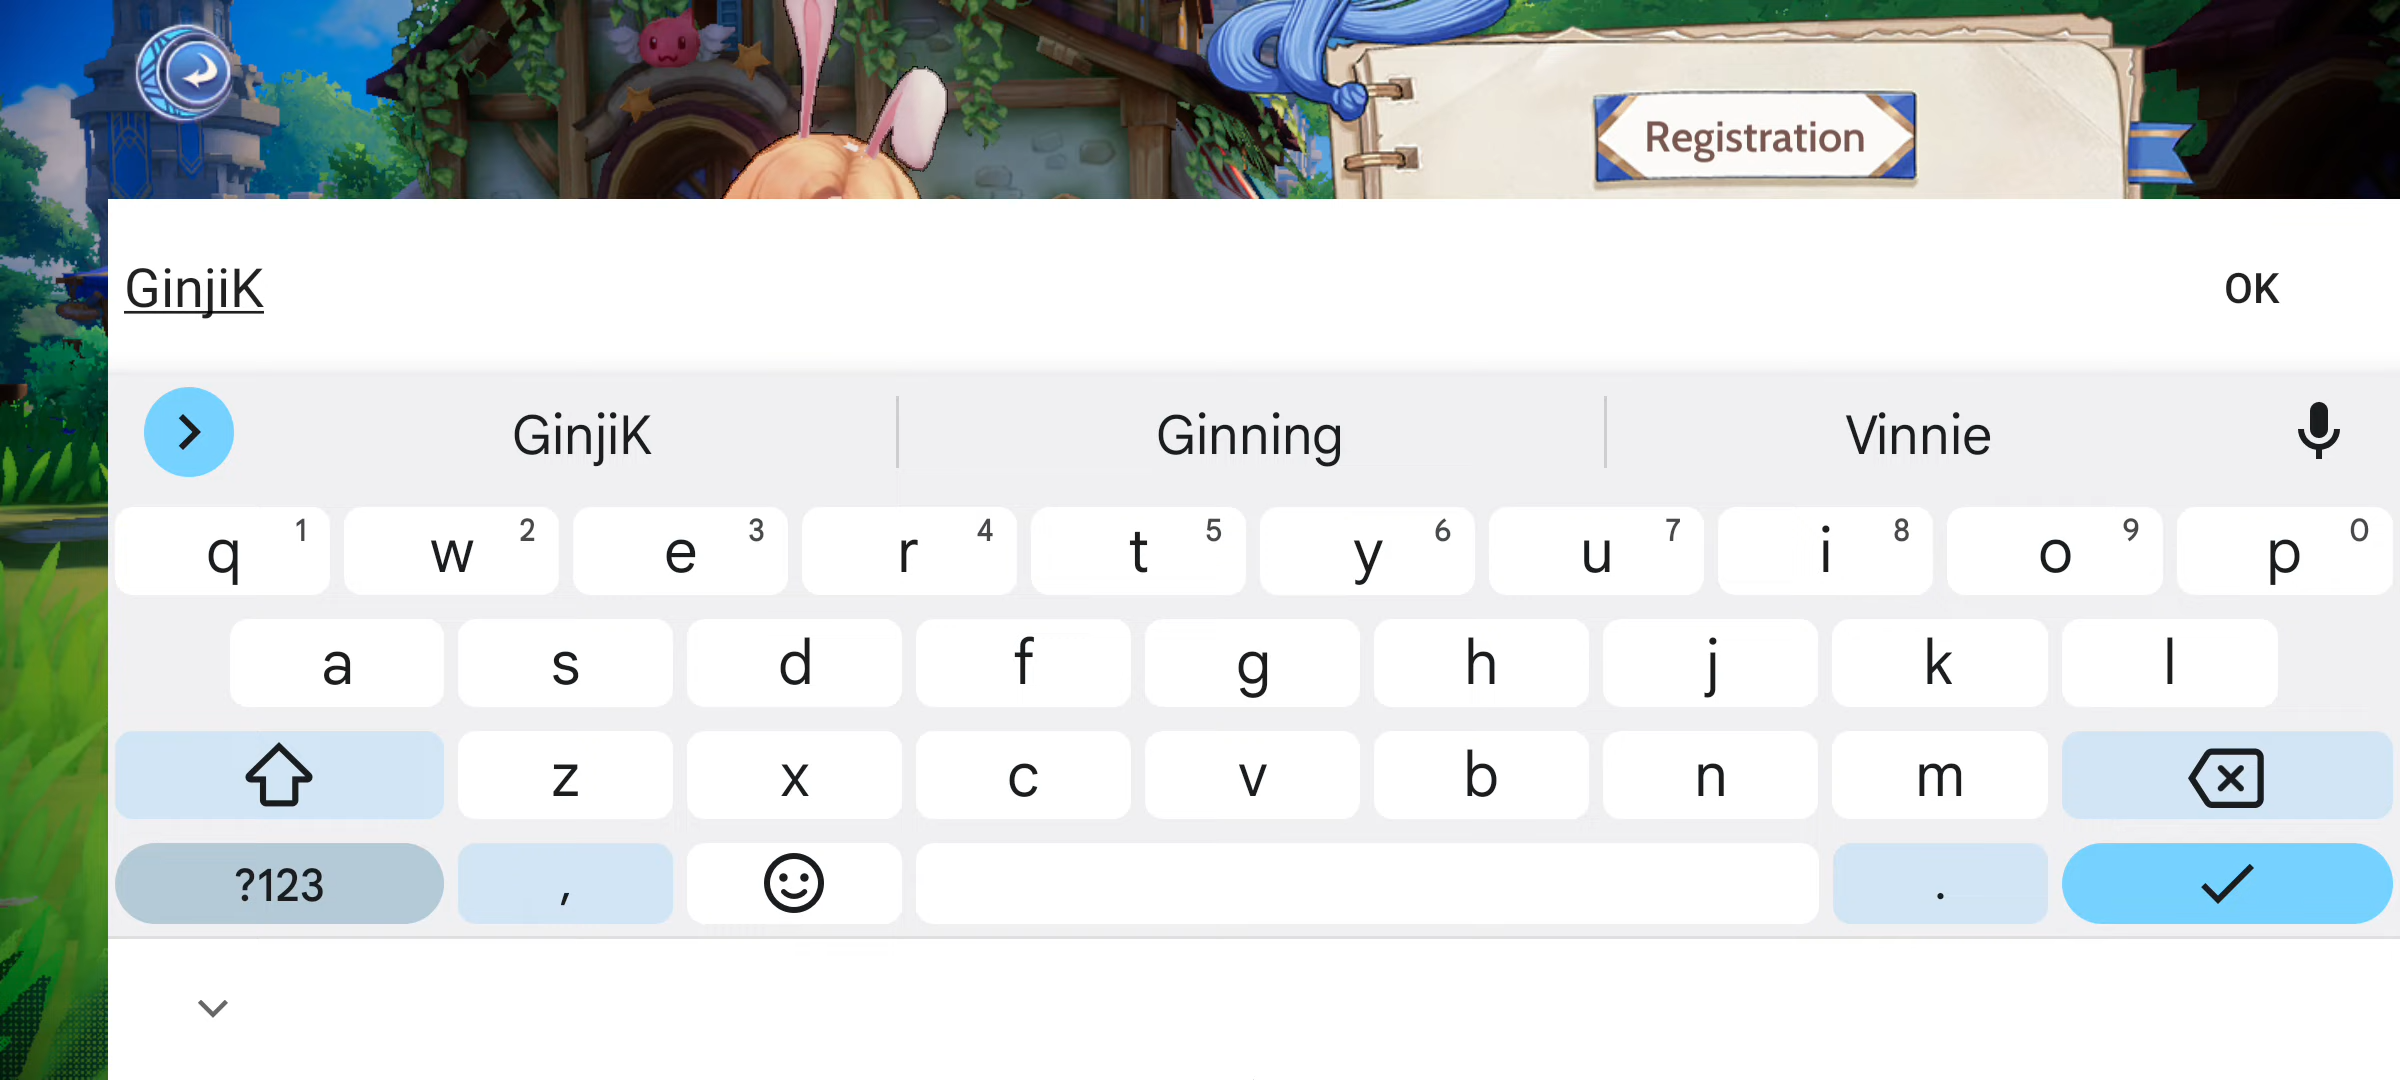 Registration
GinjiK OK
GinjiK Ginning Vinnie
q 1 w 2 e 3 r 4 t 5 y 6 u 7 i 8 o 9 p 0
a s d f g h j k l
z x c v b n m
?123 , .